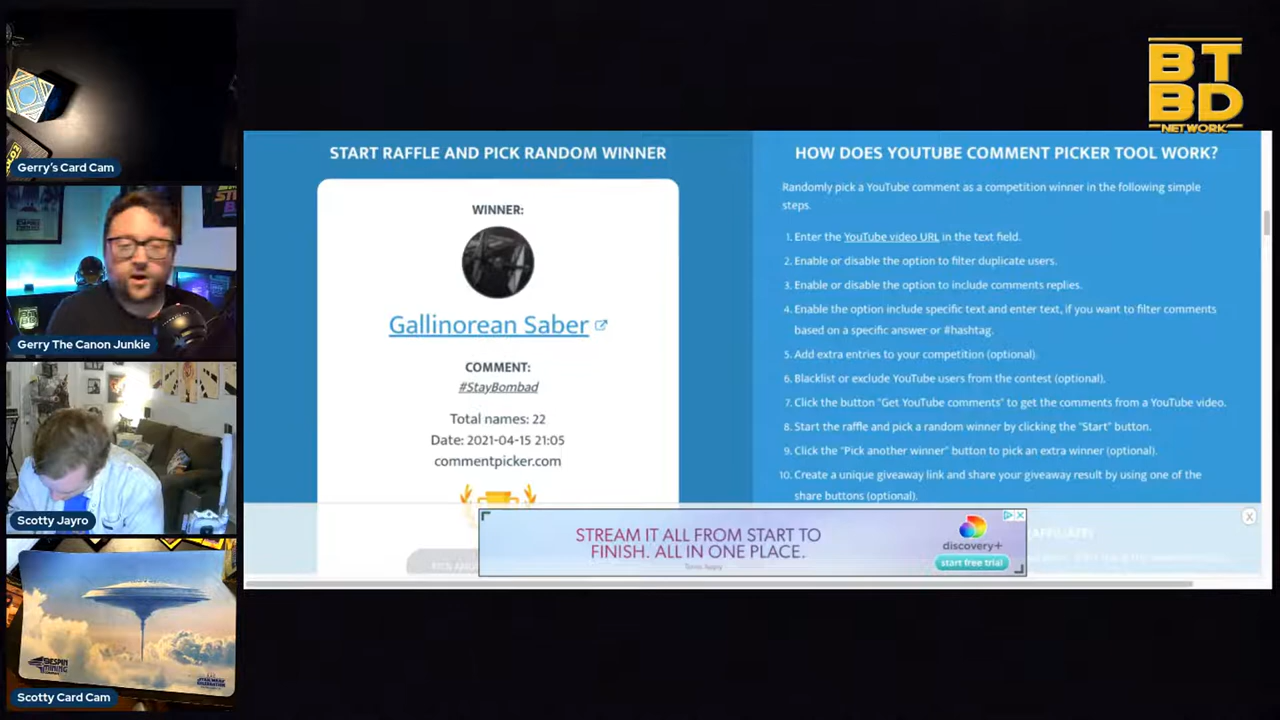 BT
BD
NETWORK
Gerry's Card Cam
Gerry The Canon Junkie
Scotty Jayro
BESPIN
MINING
Scotty Card Cam
START RAFFLE AND PICK RANDOM WINNER
WINNER:
Gallinorean Saber
COMMENT:
#StayBombad
Total names: 22
Date: 2021-04-15 21:05
commentpicker.com
HOW DOES YOUTUBE COMMENT PICKER TOOL WORK?
Randomly pick a YouTube comment as a competition winner in the following simple
steps.
1. Enter the YouTube video URL in the text field.
2. Enable or disable the option to filter duplicate users.
3. Enable or disable the option to include comments replies.
4. Enable the option include specific text and enter text, if you want to filter comments
based on a specific answer or #hashtag.
5. Add extra entries to your competition (optional).
6. Blacklist or exclude YouTube users from the contest (optional).
7. Click the button "Get YouTube comments" to get the comments from a YouTube video.
8. Start the raffle and pick a random winner by clicking the "Start" button.
9. Click the "Pick another winner" button to pick an extra winner (optional).
10. Create a unique giveaway link and share your giveaway result by using one of the
share buttons (optional).
STREAM IT ALL FROM START TO
FINISH. ALL IN ONE PLACE.
Terms Apply
discovery+
start free trial